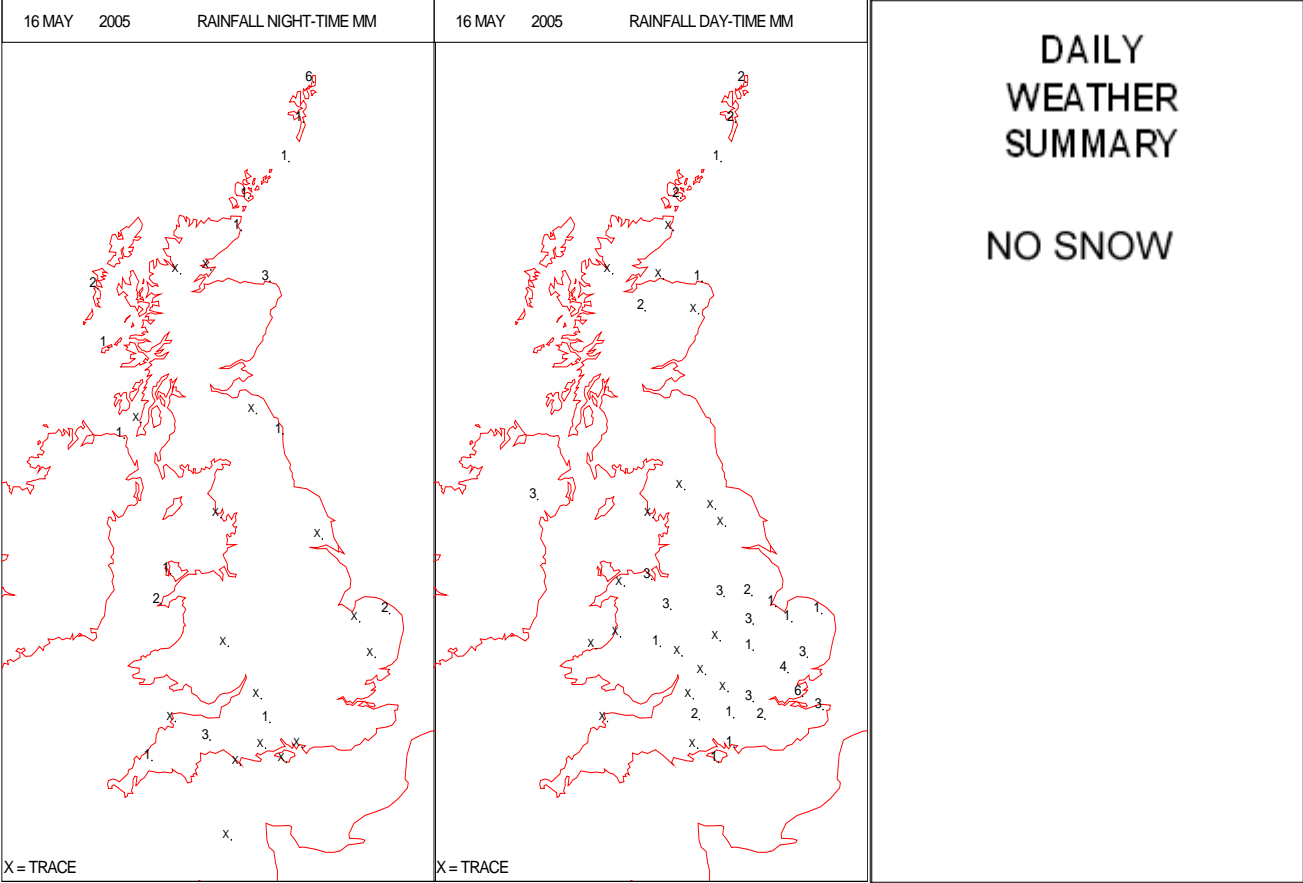 16 MAY 2005 RAINFALL NIGHT-TIME MM
6
1
1.
1.
1.
X. X.
3.
2
1
X.
X.
1. 1.
X.
X.
1
2.
2.
X.
X.
X.
X.
X. 1.
3.
X. X.
1. X. X.
X.
X = TRACE
16 MAY 2005 RAINFALL DAY-TIME MM
2
2.
1.
2.
X.
X. X. 1.
2. X.
X.
3.
X.
X. X.
3.
X.
3. 2.
3. 1. 1.
3. 1.
X. X.
X. 1. 1.
X. 3.
X. 4.
X. X. 3. 6.
3.
X. 2. 1. 2.
X. 1.
1.
X = TRACE
DAILY
WEATHER
SUMMARY
NO SNOW